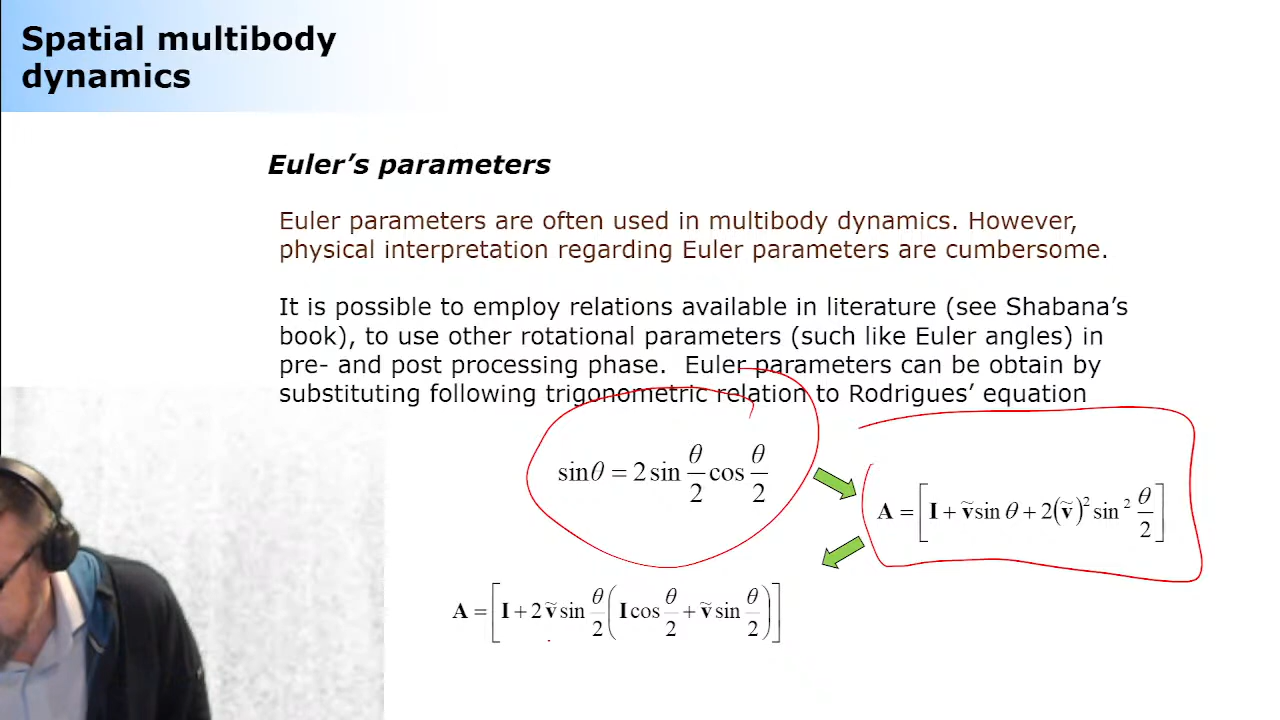 Spatial multibody
dynamics
Euler's parameters
Euler parameters are often used in multibody dynamics. However,
physical interpretation regarding Euler parameters are cumbersome.
It is possible to employ relations available in literature (see Shabana's
book), to use other rotational parameters (such like Euler angles) in
pre- and post processing phase. Euler parameters can be obtain by
substituting following trigonometric relation to Rodrigues' equation
sinθ = 2 sin θ/2 cos θ/2
A = [I + ṽ sin θ + 2(ṽ)² sin² θ/2]
A = [I + 2ṽ sin θ/2 (I cos θ/2 + ṽ sin θ/2)]